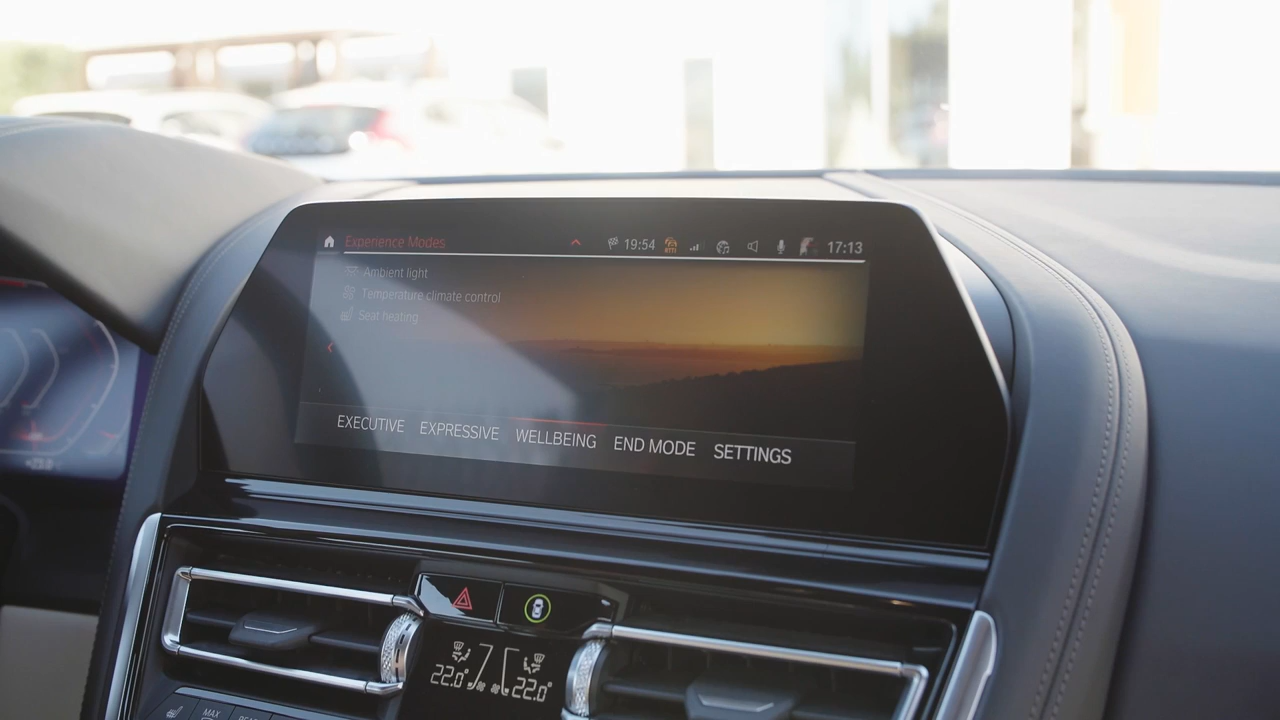 Experience Modes 19:54 17:13
Ambient light
Temperature climate control
Seat heating
EXECUTIVE EXPRESSIVE WELLBEING END MODE SETTINGS
22.0° 22.0°
MAX